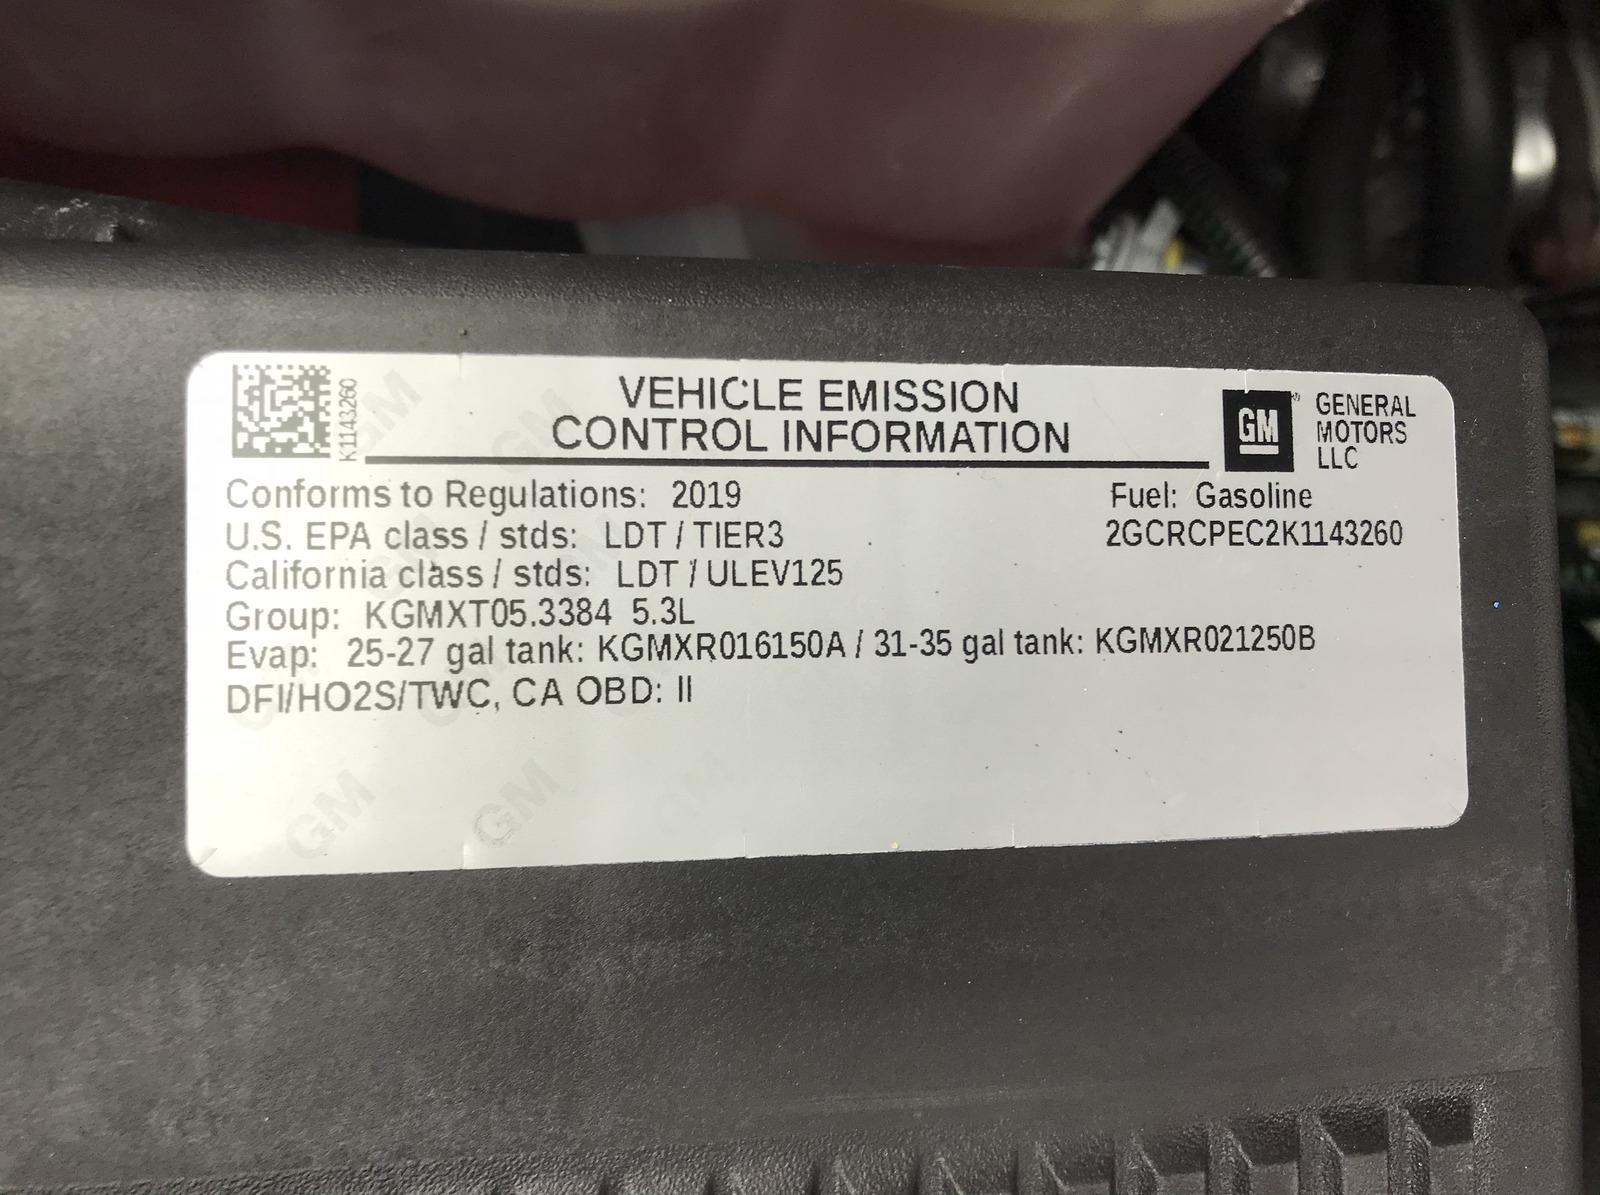 K1143260
VEHICLE EMISSION
CONTROL INFORMATION
GM
GENERAL
MOTORS
LLC
Conforms to Regulations: 2019
Fuel: Gasoline
U.S. EPA class / stds: LDT / TIER3
2GCRCPEC2K1143260
California class / stds: LDT / ULEV125
Group: KGMXT05.3384 5.3L
Evap: 25-27 gal tank: KGMXR016150A / 31-35 gal tank: KGMXR021250B
DFI/HO2S/TWC, CA OBD: II
GM
GM